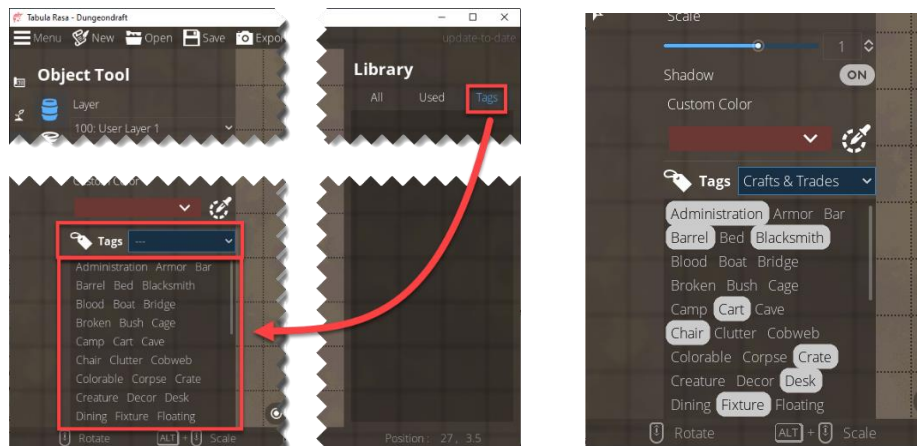 Tabula Rasa - Dungeondraft
Menu New Open Save Expor
update-to-date
Object Tool
Layer
100: User Layer 1
Library
All Used Tags
Custom Color
Tags ---
Administration Armor Bar
Barrel Bed Blacksmith
Blood Boat Bridge
Broken Bush Cage
Camp Cart Cave
Chair Clutter Cobweb
Colorable Corpse Crate
Creature Decor Desk
Dining Fixture Floating
Rotate ALT + Scale
Position : 27 , 3.5
Scale
1
Shadow ON
Custom Color
Tags Crafts & Trades
Administration Armor Bar
Barrel Bed Blacksmith
Blood Boat Bridge
Broken Bush Cage
Camp Cart Cave
Chair Clutter Cobweb
Colorable Corpse Crate
Creature Decor Desk
Dining Fixture Floating
Rotate ALT + Scale